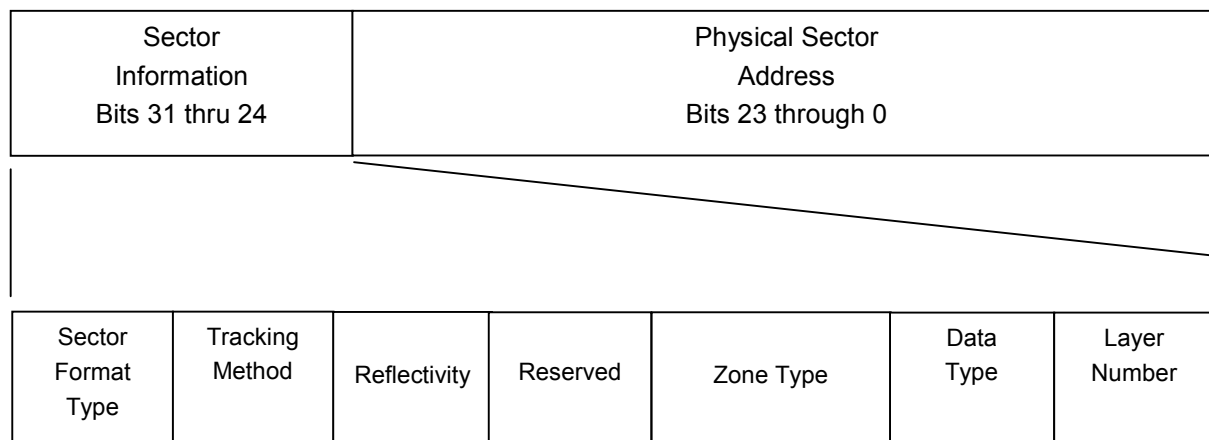 Sector
Information
Bits 31 thru 24
Physical Sector
Address
Bits 23 through 0
Sector
Format
Type
Tracking
Method
Reflectivity
Reserved
Zone Type
Data
Type
Layer
Number